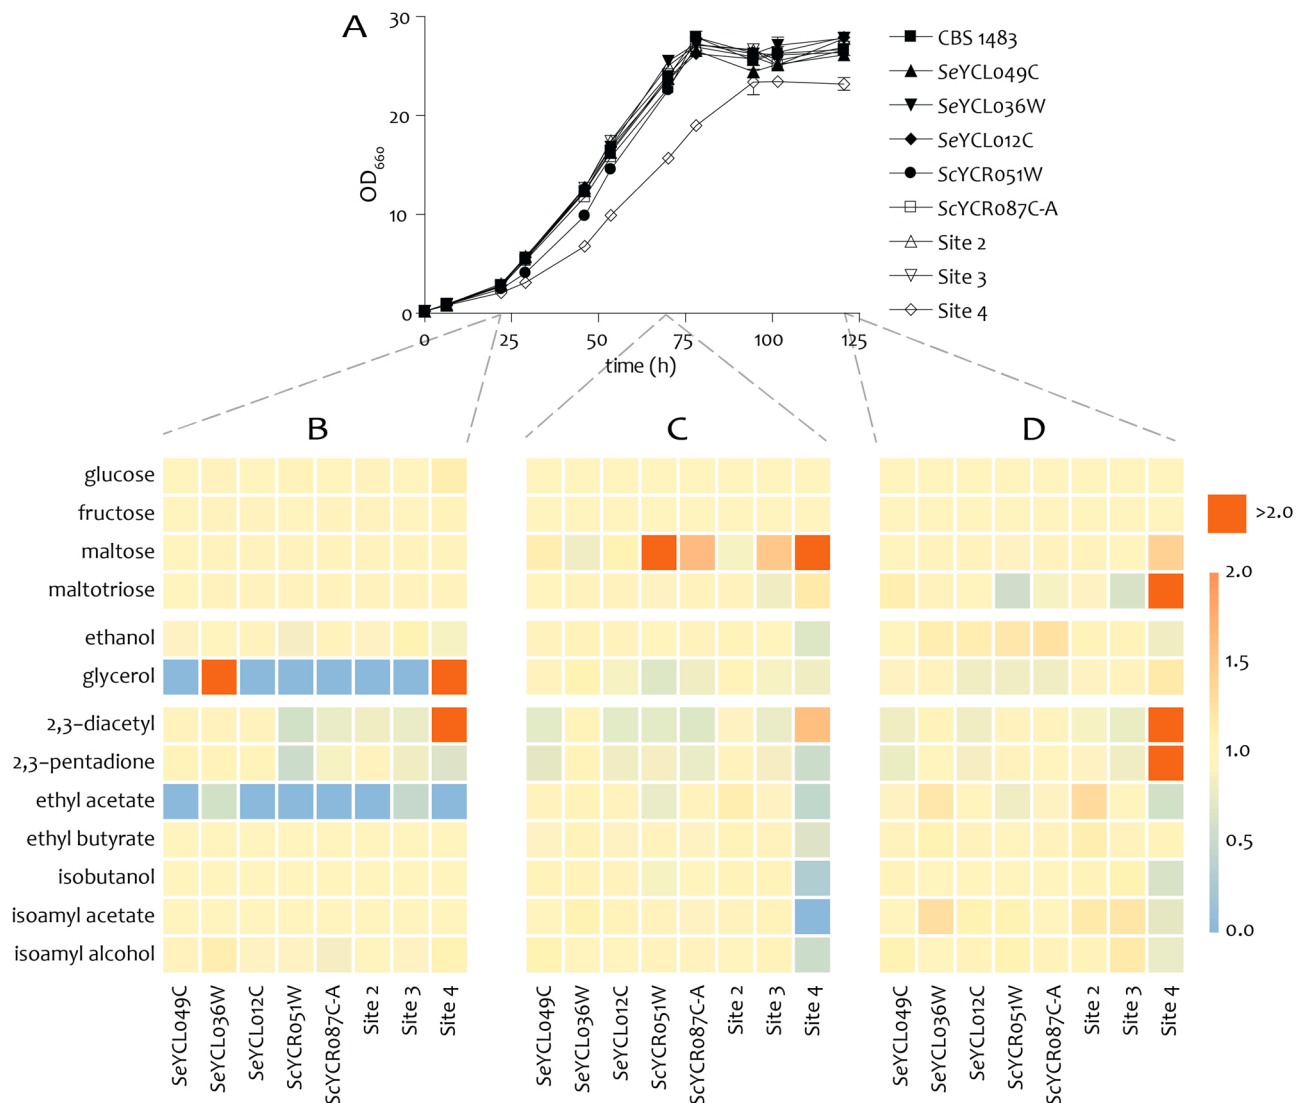 A
30
20
10
0
OD660
0 25 50 75 100 125
time (h)
CBS 1483
SeYCL049C
SeYCL036W
SeYCL012C
ScYCR051W
ScYCR087C-A
Site 2
Site 3
Site 4
B C D
glucose
fructose
maltose
maltotriose
ethanol
glycerol
2,3-diacetyl
2,3-pentadione
ethyl acetate
ethyl butyrate
isobutanol
isoamyl acetate
isoamyl alcohol
>2.0
2.0
1.5
1.0
0.5
0.0
SeYCL049C
SeYCL036W
SeYCL012C
ScYCR051W
ScYCR087C-A
Site 2
Site 3
Site 4
SeYCL049C
SeYCL036W
SeYCL012C
ScYCR051W
ScYCR087C-A
Site 2
Site 3
Site 4
SeYCL049C
SeYCL036W
SeYCL012C
ScYCR051W
ScYCR087C-A
Site 2
Site 3
Site 4